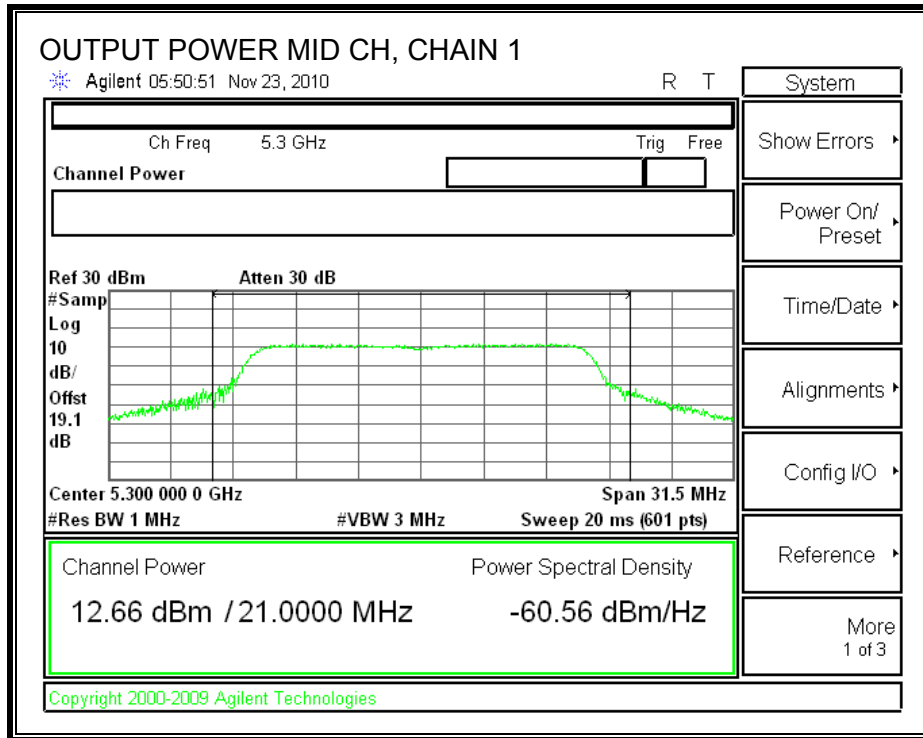 OUTPUT POWER MID CH, CHAIN 1
Agilent 05:50:51 Nov 23, 2010 R T
System
Ch Freq 5.3 GHz Trig Free
Channel Power
Show Errors
Power On/
Preset
Ref 30 dBm Atten 30 dB
#Samp
Log
10
dB/
Offst
19.1
dB
Time/Date
Alignments
Config I/O
Center 5.300 000 0 GHz Span 31.5 MHz
#Res BW 1 MHz #VBW 3 MHz Sweep 20 ms (601 pts)
Channel Power Power Spectral Density
12.66 dBm / 21.0000 MHz -60.56 dBm/Hz
Reference
More
1 of 3
Copyright 2000-2009 Agilent Technologies